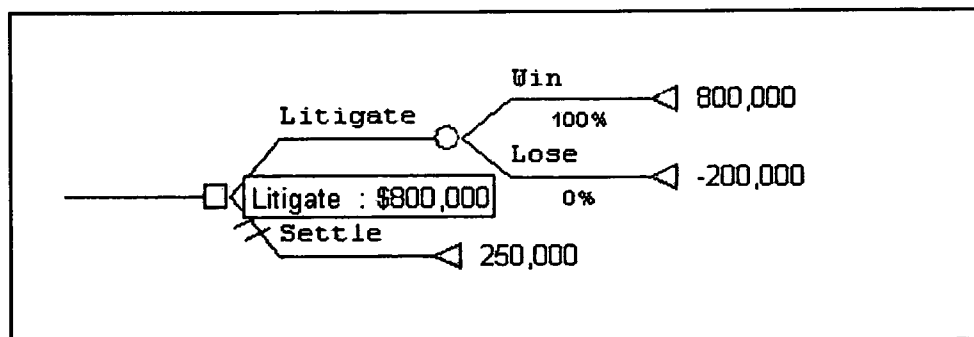 Win
800,000
Litigate
100%
Lose
-200,000
0%
Litigate : $800,000
Settle
250,000